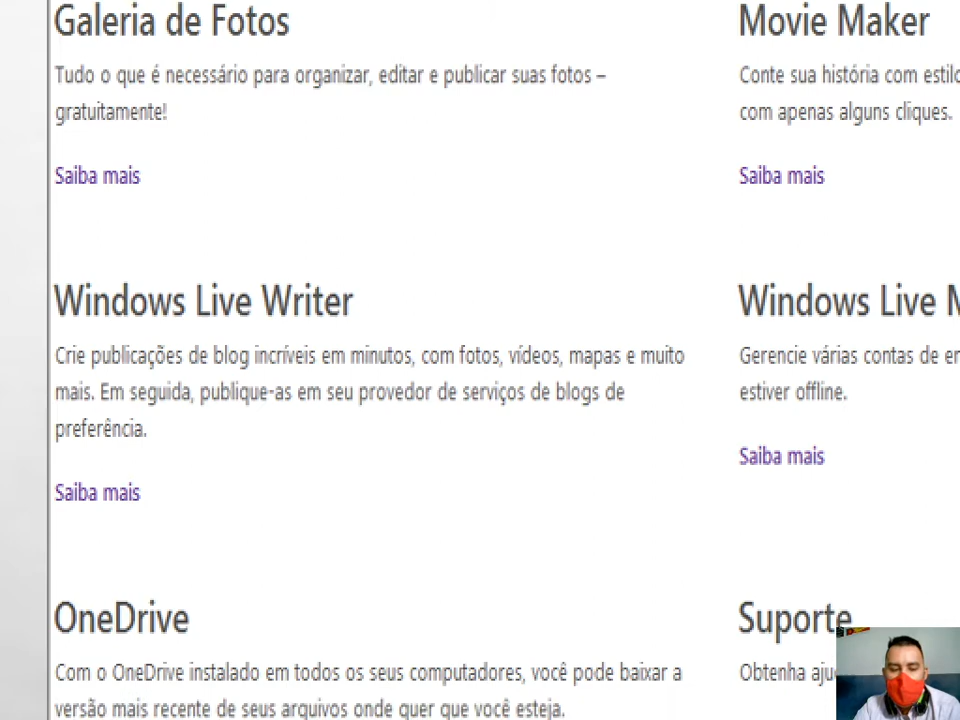 Galeria de Fotos
Tudo o que é necessário para organizar, editar e publicar suas fotos –
gratuitamente!
Saiba mais
Movie Maker
Conte sua história com estilo
com apenas alguns cliques.
Saiba mais
Windows Live Writer
Crie publicações de blog incríveis em minutos, com fotos, vídeos, mapas e muito
mais. Em seguida, publique-as em seu provedor de serviços de blogs de
preferência.
Saiba mais
Windows Live
Gerencie várias contas de
estiver offline.
Saiba mais
OneDrive
Com o OneDrive instalado em todos os seus computadores, você pode baixar a
versão mais recente de seus arquivos onde quer que você esteja.
Suporte
Obtenha